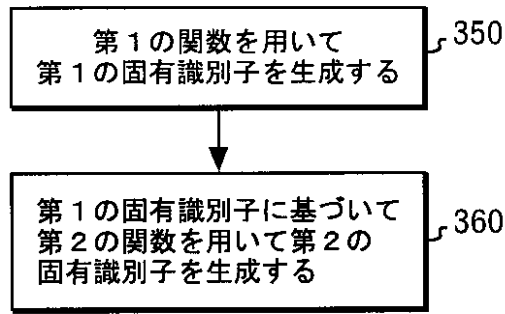 第1の関数を用いて
第1の固有識別子を生成する
350
第1の固有識別子に基づいて
第2の関数を用いて第2の
固有識別子を生成する
360